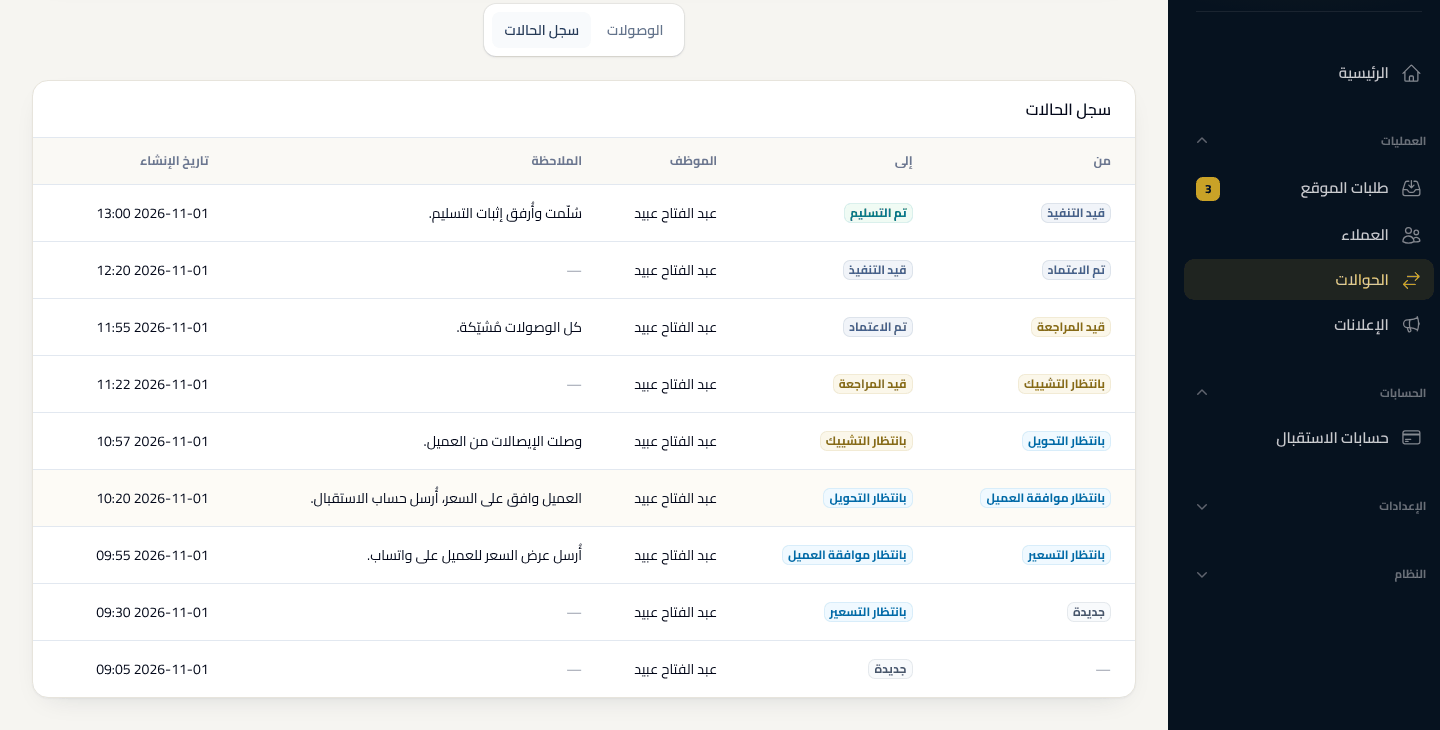 الرئيسية
العمليات
طلبات الموقع 3
العملاء
الحوالات
الإعلانات
الحسابات
حسابات الاستقبال
الإعدادات
النظام
الوصولات سجل الحالات
سجل الحالات
من إلى الموظف الملاحظة تاريخ الإنشاء
قيد التنفيذ تم التسليم عبد الفتاح عبيد سُلّمت وأُرفق إثبات التسليم. 2026-11-01 13:00
تم الاعتماد قيد التنفيذ عبد الفتاح عبيد — 2026-11-01 12:20
قيد المراجعة تم الاعتماد عبد الفتاح عبيد كل الوصولات مُشيّكة. 2026-11-01 11:55
بانتظار التشييك قيد المراجعة عبد الفتاح عبيد — 2026-11-01 11:22
بانتظار التحويل بانتظار التشييك عبد الفتاح عبيد وصلت الإيصالات من العميل. 2026-11-01 10:57
بانتظار موافقة العميل بانتظار التحويل عبد الفتاح عبيد العميل وافق على السعر، أُرسل حساب الاستقبال. 2026-11-01 10:20
بانتظار التسعير بانتظار موافقة العميل عبد الفتاح عبيد أُرسل عرض السعر للعميل على واتساب. 2026-11-01 09:55
جديدة بانتظار التسعير عبد الفتاح عبيد — 2026-11-01 09:30
— جديدة عبد الفتاح عبيد — 2026-11-01 09:05